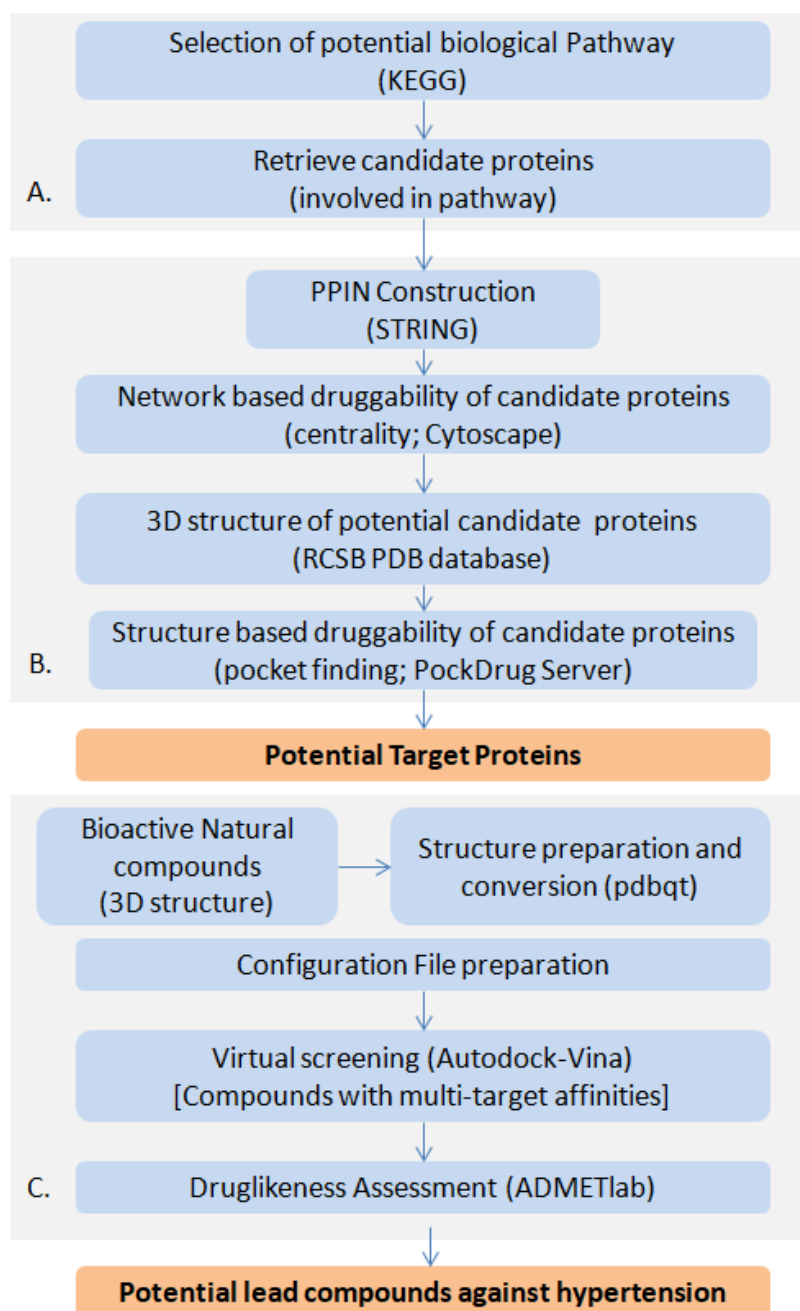 Selection of potential biological Pathway
(KEGG)
Retrieve candidate proteins
(involved in pathway)
A.
PPIN Construction
(STRING)
Network based druggability of candidate proteins
(centrality; Cytoscape)
3D structure of potential candidate proteins
(RCSB PDB database)
Structure based druggability of candidate proteins
(pocket finding; PockDrug Server)
B.
Potential Target Proteins
Bioactive Natural
compounds
(3D structure)
Structure preparation and
conversion (pdbqt)
Configuration File preparation
Virtual screening (Autodock-Vina)
[Compounds with multi-target affinities]
C.
Druglikeness Assessment (ADMETlab)
Potential lead compounds against hypertension